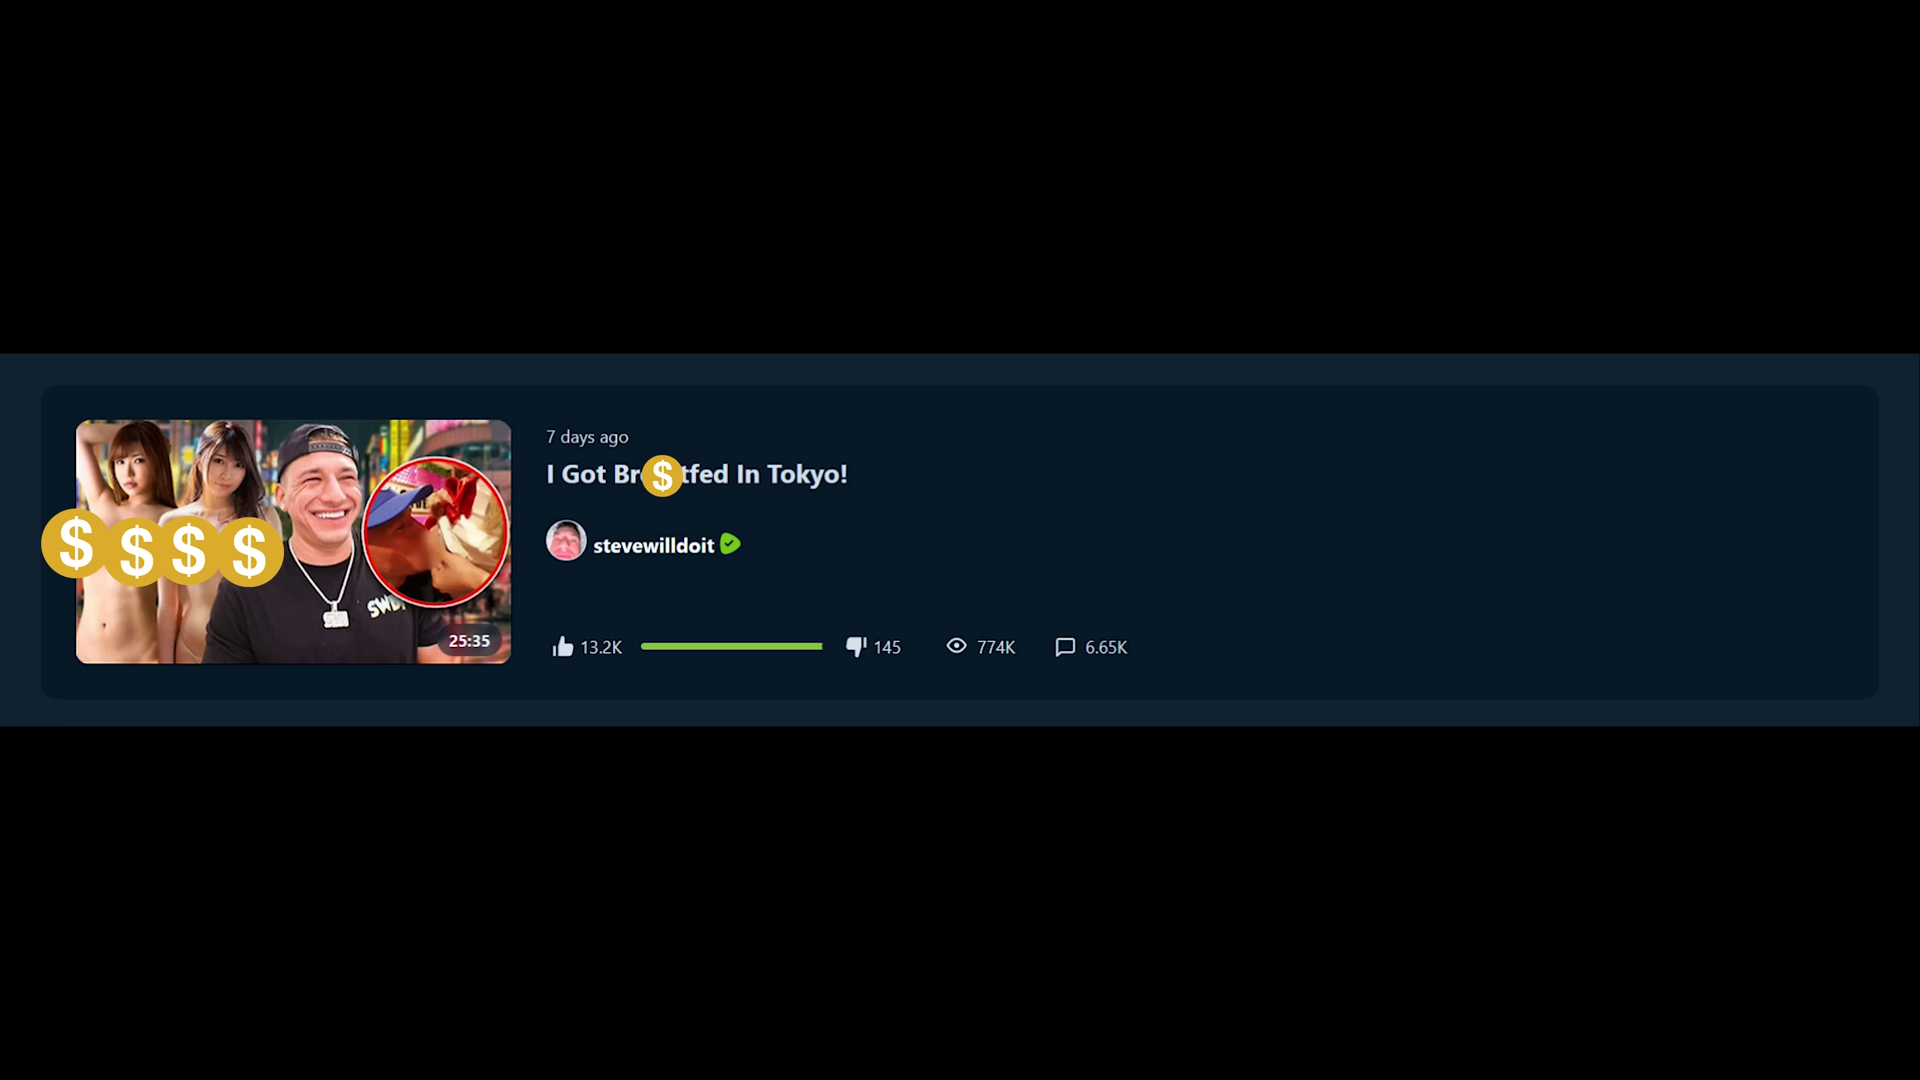 7 days ago
I Got Br$tfed In Tokyo!
stevewilldoit
13.2K 145 774K 6.65K
$ $ $ $
25:35